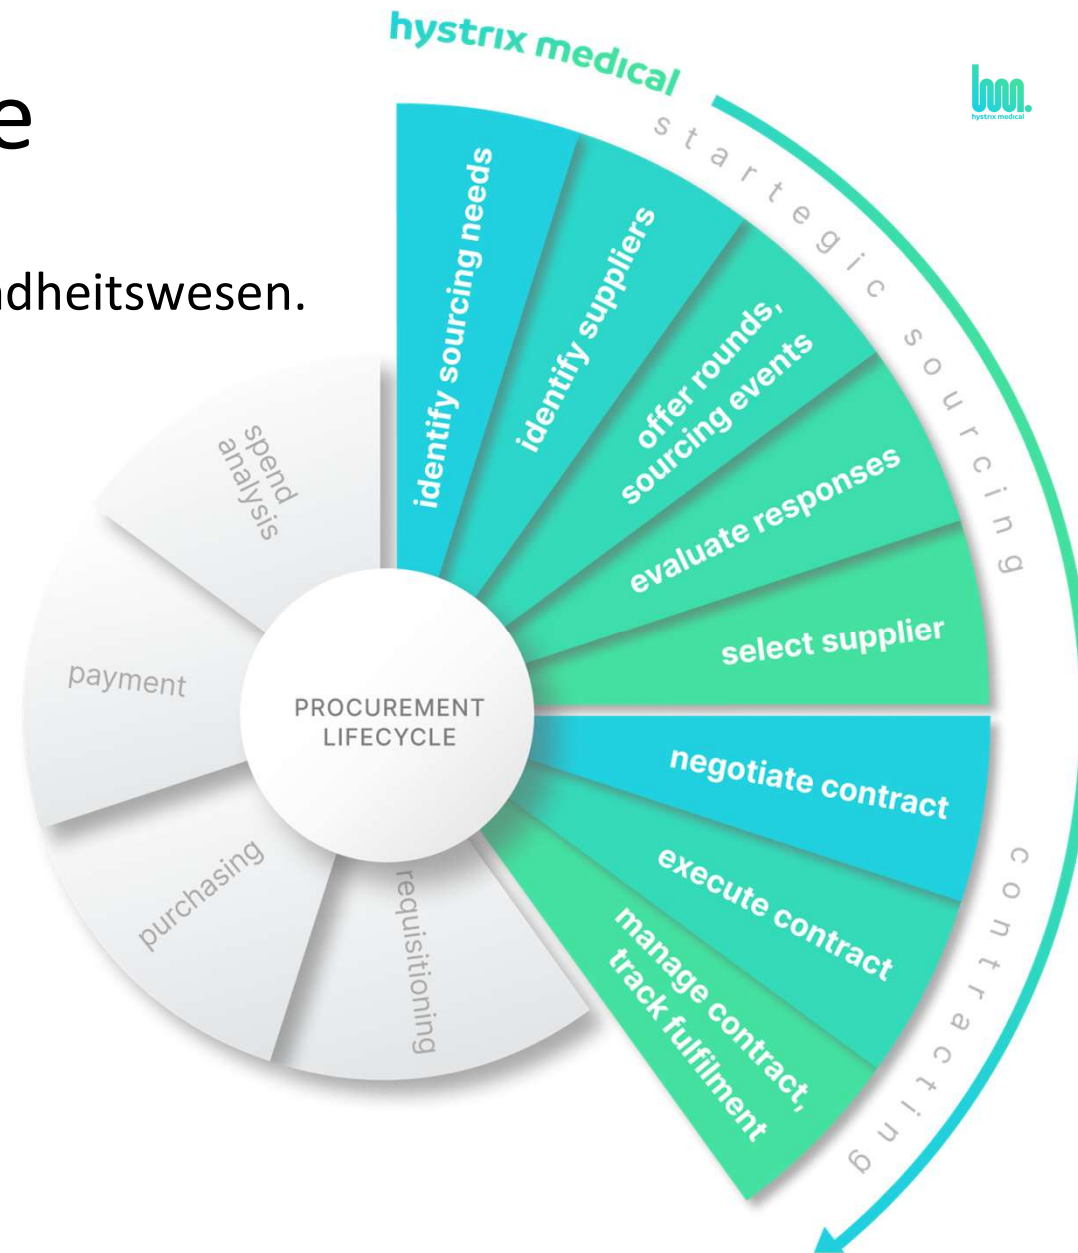 hystrix medical
hm.
hystrix medical
e
dheitswesen.
startegic sourcing
identify sourcing needs
identify suppliers
offer rounds,
sourcing events
evaluate responses
select supplier
negotiate contract
execute contract
manage contract,
track fulfilment
contracting
requisitioning
purchasing
payment
spend
analysis
PROCUREMENT
LIFECYCLE